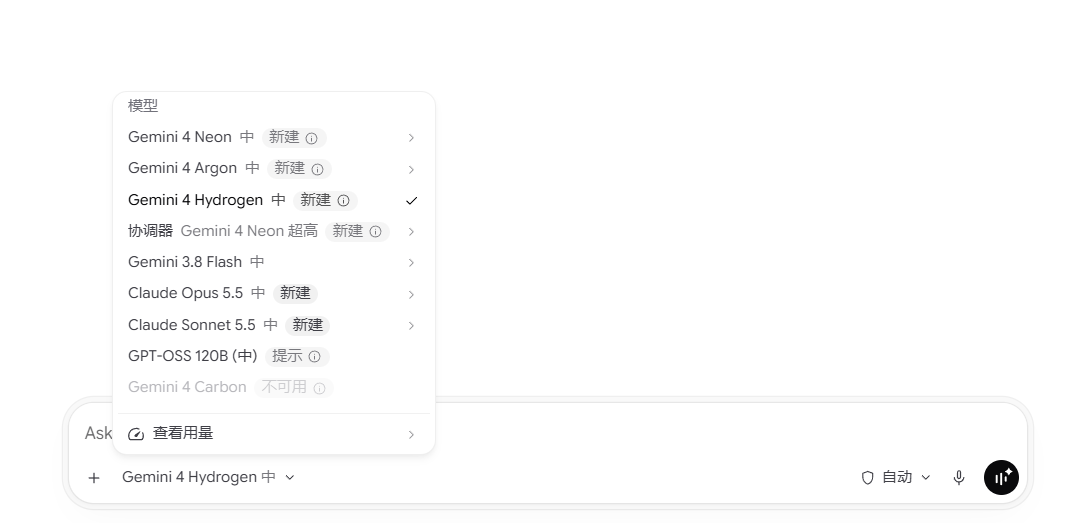 模型
Gemini 4 Neon 中 新建
Gemini 4 Argon 中 新建
Gemini 4 Hydrogen 中 新建
协调器 Gemini 4 Neon 超高 新建
Gemini 3.8 Flash 中
Claude Opus 5.5 中 新建
Claude Sonnet 5.5 中 新建
GPT-OSS 120B (中) 提示
Gemini 4 Carbon 不可用
Ask
查看用量
Gemini 4 Hydrogen 中
自动